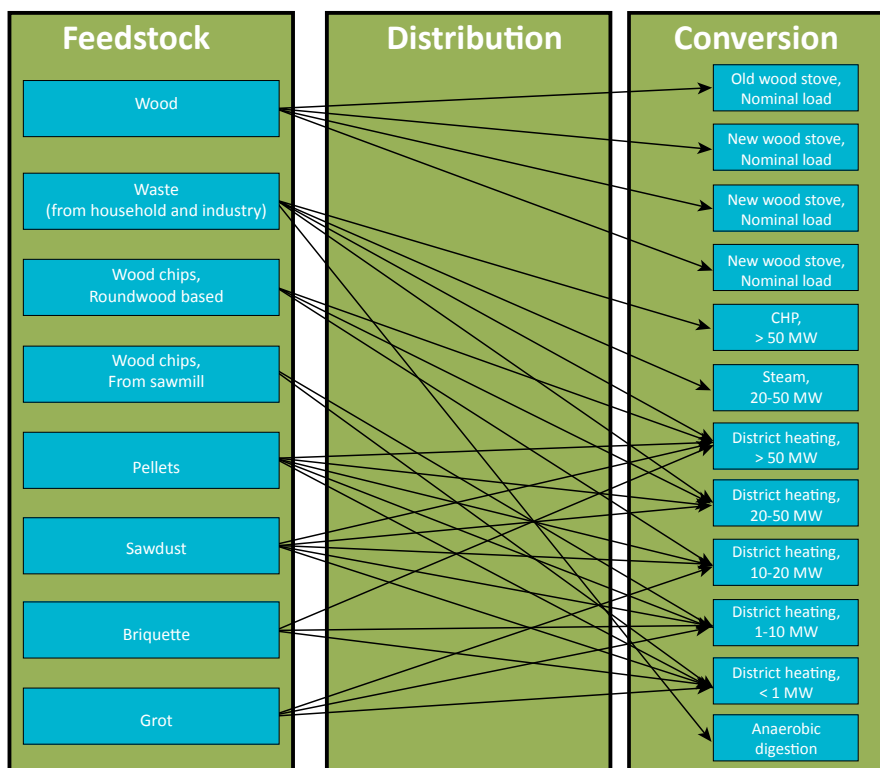 Feedstock
Wood
Waste
(from household and industry)
Wood chips,
Roundwood based
Wood chips,
From sawmill
Pellets
Sawdust
Briquette
Grot
Distribution
Conversion
Old wood stove,
Nominal load
New wood stove,
Nominal load
New wood stove,
Nominal load
New wood stove,
Nominal load
CHP,
> 50 MW
Steam,
20-50 MW
District heating,
> 50 MW
District heating,
20-50 MW
District heating,
10-20 MW
District heating,
1-10 MW
District heating,
< 1 MW
Anaerobic
digestion